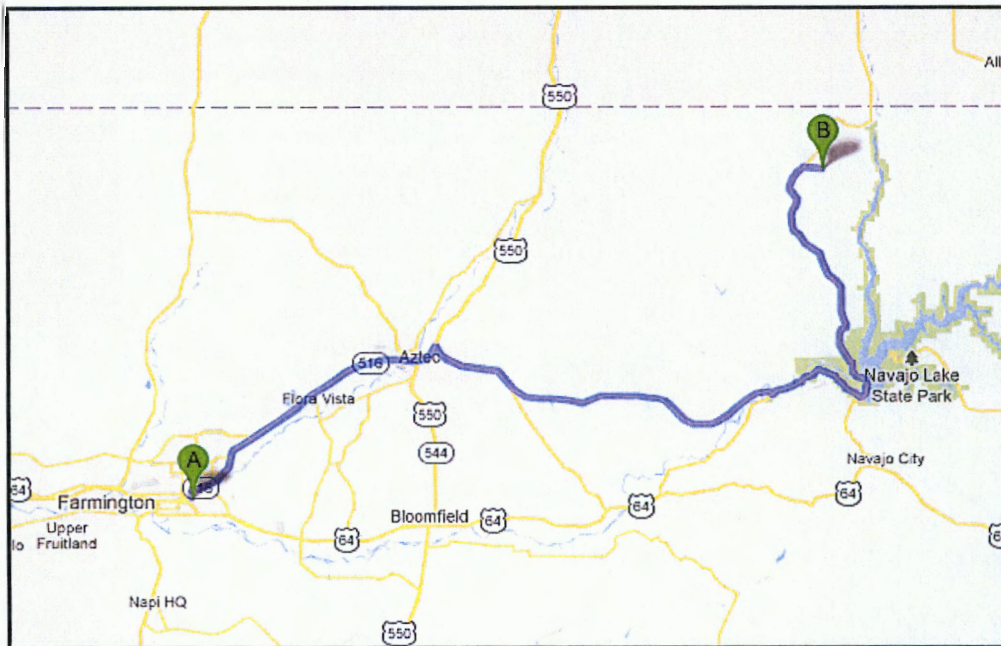 All
550
B
550
516
Aztec
Navajo Lake
State Park
Flora Vista
550
544
A
Navajo City
64
516
Farmington
64
64
64
Bloomfield
64
Upper
Fruitland
lo
6
Napi HQ
550